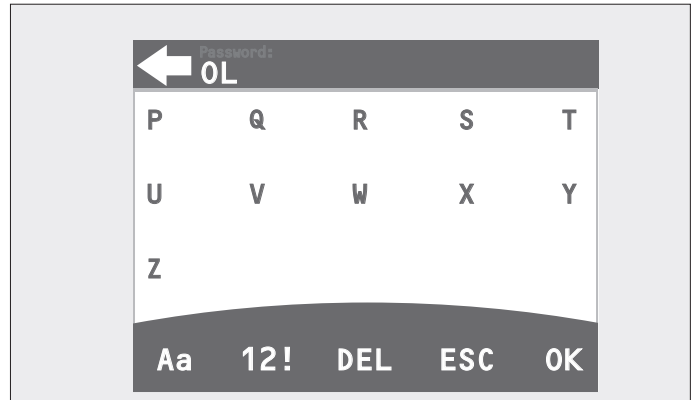 Password:
OL
P Q R S T
U V W X Y
Z
Aa 12! DEL ESC OK